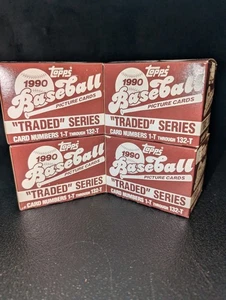 Topps
1990
Baseball
PICTURE CARDS
"TRADED" SERIES
CARD NUMBERS 1-T THROUGH 132-T
Topps
1990
Baseball
PICTURE CARDS
"TRADED" SERIES
CARD NUMBERS 1-T THROUGH 132-T
Topps
1990
Baseball
PICTURE CARDS
"TRADED" SERIES
CARD NUMBERS 1-T THROUGH 132-T
Topps
1990
Baseball
PICTURE CARDS
"TRADED" SERIES
CARD NUMBERS 1-T THROUGH 132-T